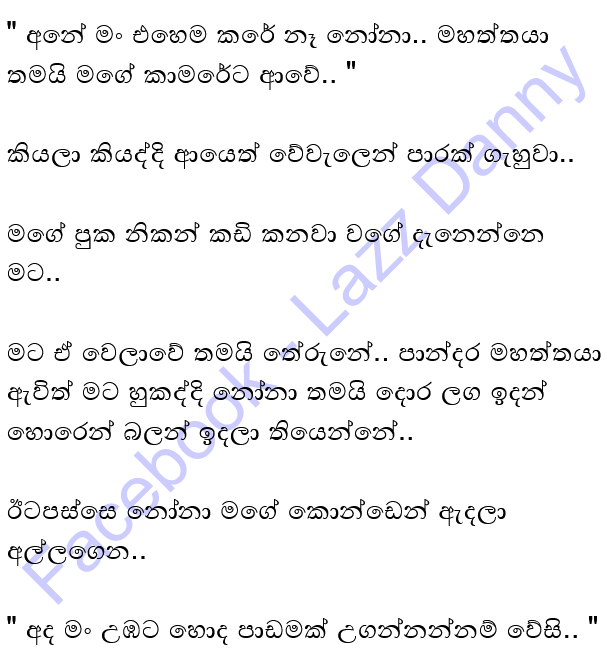 " අනේ මං එහෙම කරේ නෑ නෝනා.. මහත්තයා
තමයි මගේ කාමරේට ආවේ.. "
කියලා කියද්දි ආයෙත් වේවැලෙන් පාරක් ගැහුවා..
මගේ පුක නිකන් කඩි කනවා වගේ දැනෙන්නෙ
මට..
මට ඒ වෙලාවේ තමයි තේරුනේ.. පාන්දර මහත්තයා
ඇවිත් මට හුකද්දි නෝනා තමයි දොර ලග ඉදන්
හොරෙන් බලන් ඉදලා තියෙන්නේ..
ඊටපස්සෙ නෝනා මගේ කොන්ඩෙන් ඇදලා
අල්ලගෙන..
" අද මං උඹට හොද පාඩමක් උගන්නන්නම් වේසි.. "
Facebook - Lazz Danny